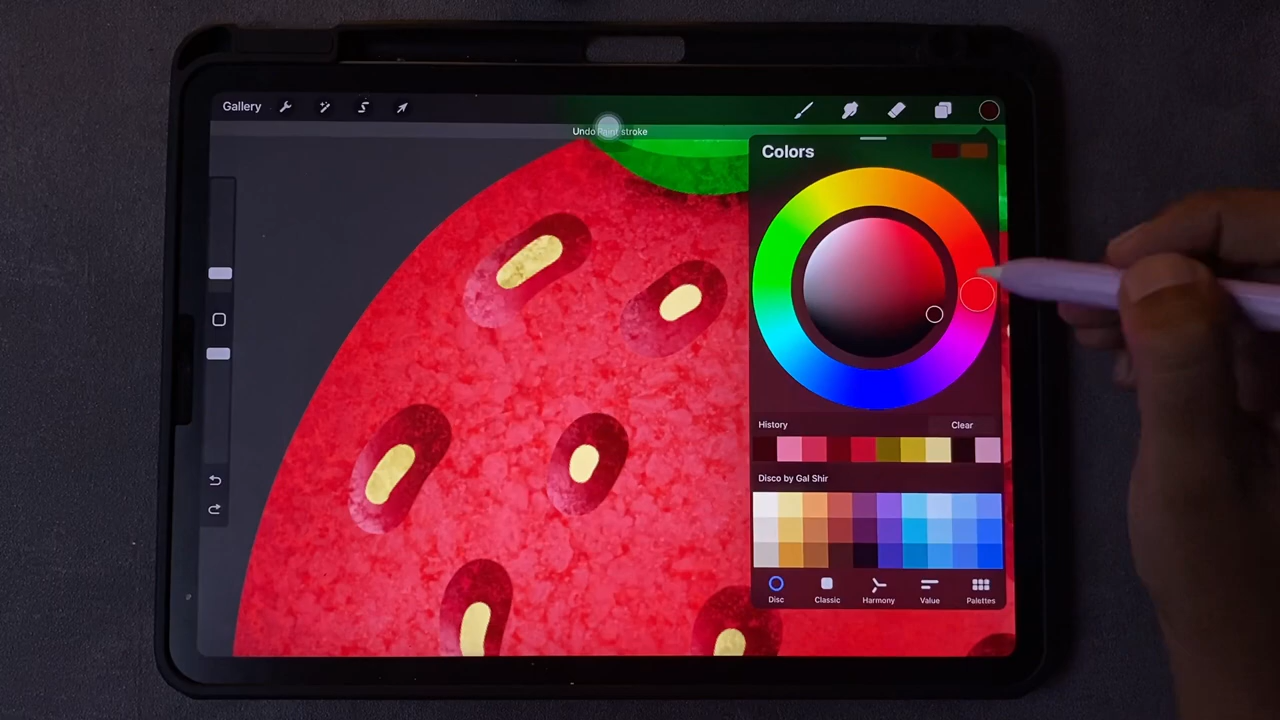 Gallery
Undo Paint stroke
Colors
History
Clear
Disco by Gal Shir
Disc
Classic
Harmony
Value
Palettes